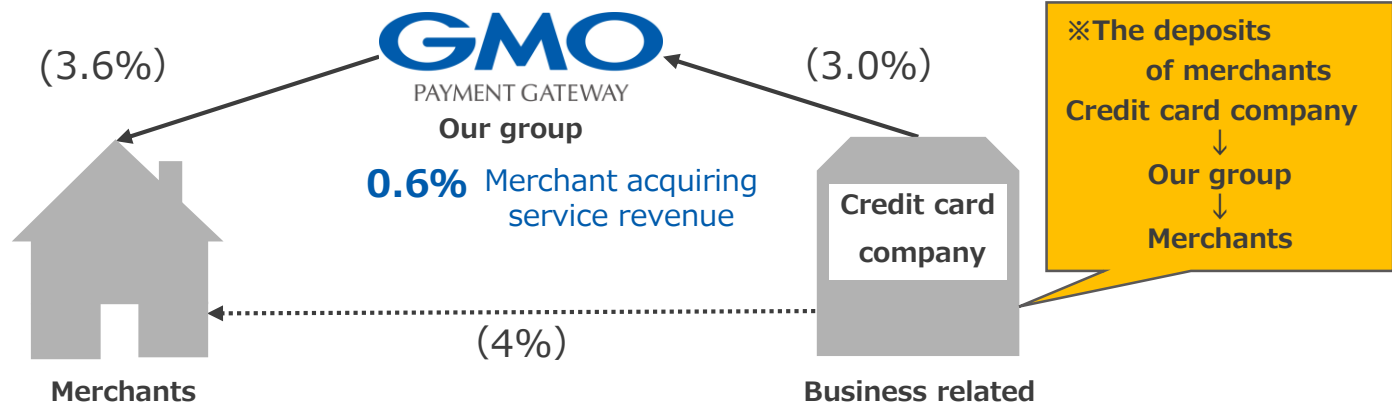 (3.6%)
GMO
PAYMENT GATEWAY
Our group
(3.0%)
0.6% Merchant acquiring
service revenue
Credit card
company
(4%)
Merchants
Business related
※The deposits
of merchants
Credit card company
↓
Our group
↓
Merchants